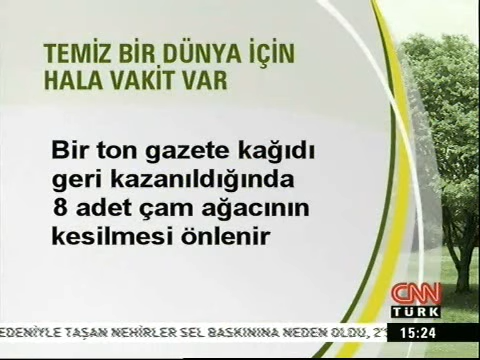 TEMİZ BİR DÜNYA İÇİN
HALA VAKİT VAR
Bir ton gazete kağıdı
geri kazanıldığında
8 adet çam ağacının
kesilmesi önlenir
CNN
TÜRK
EDENİYLE TAŞAN NEHİRLER SEL BASKININA NEDEN OLDU,
15:24